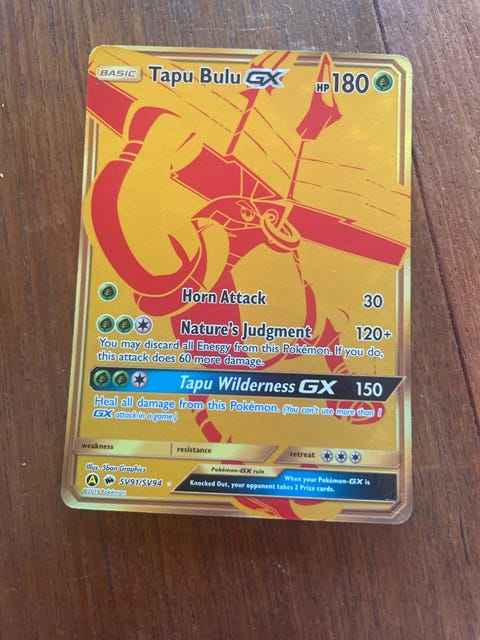 BASIC Tapu Bulu GX HP 180
Horn Attack 30
Nature's Judgment 120+
You may discard all Energy from this Pokémon. If you do,
this attack does 60 more damage.
Tapu Wilderness GX 150
Heal all damage from this Pokémon. (You can't use more than 1
GX attack in a game.)
weakness resistance retreat
Illus. 5ban Graphics
Pokémon-GX rule
When your Pokémon-GX is
Knocked Out, your opponent takes 2 Prize cards.
A SV91/SV94
©2019 Pokémon